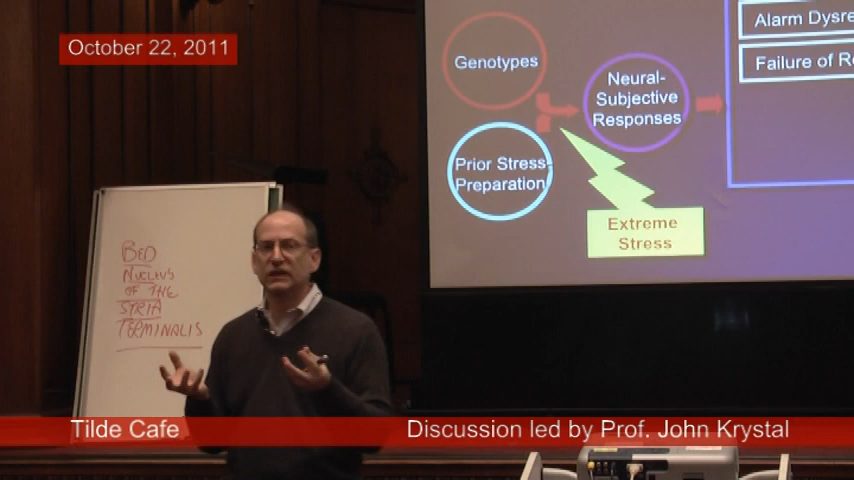 October 22, 2011
Genotypes
Prior Stress-
Preparation
Neural-
Subjective
Responses
Extreme
Stress
Alarm Dysre
Failure of R
BED
NUCLEUS
OF THE
STRIA
TERMINALIS
Tilde Cafe
Discussion led by Prof. John Krystal